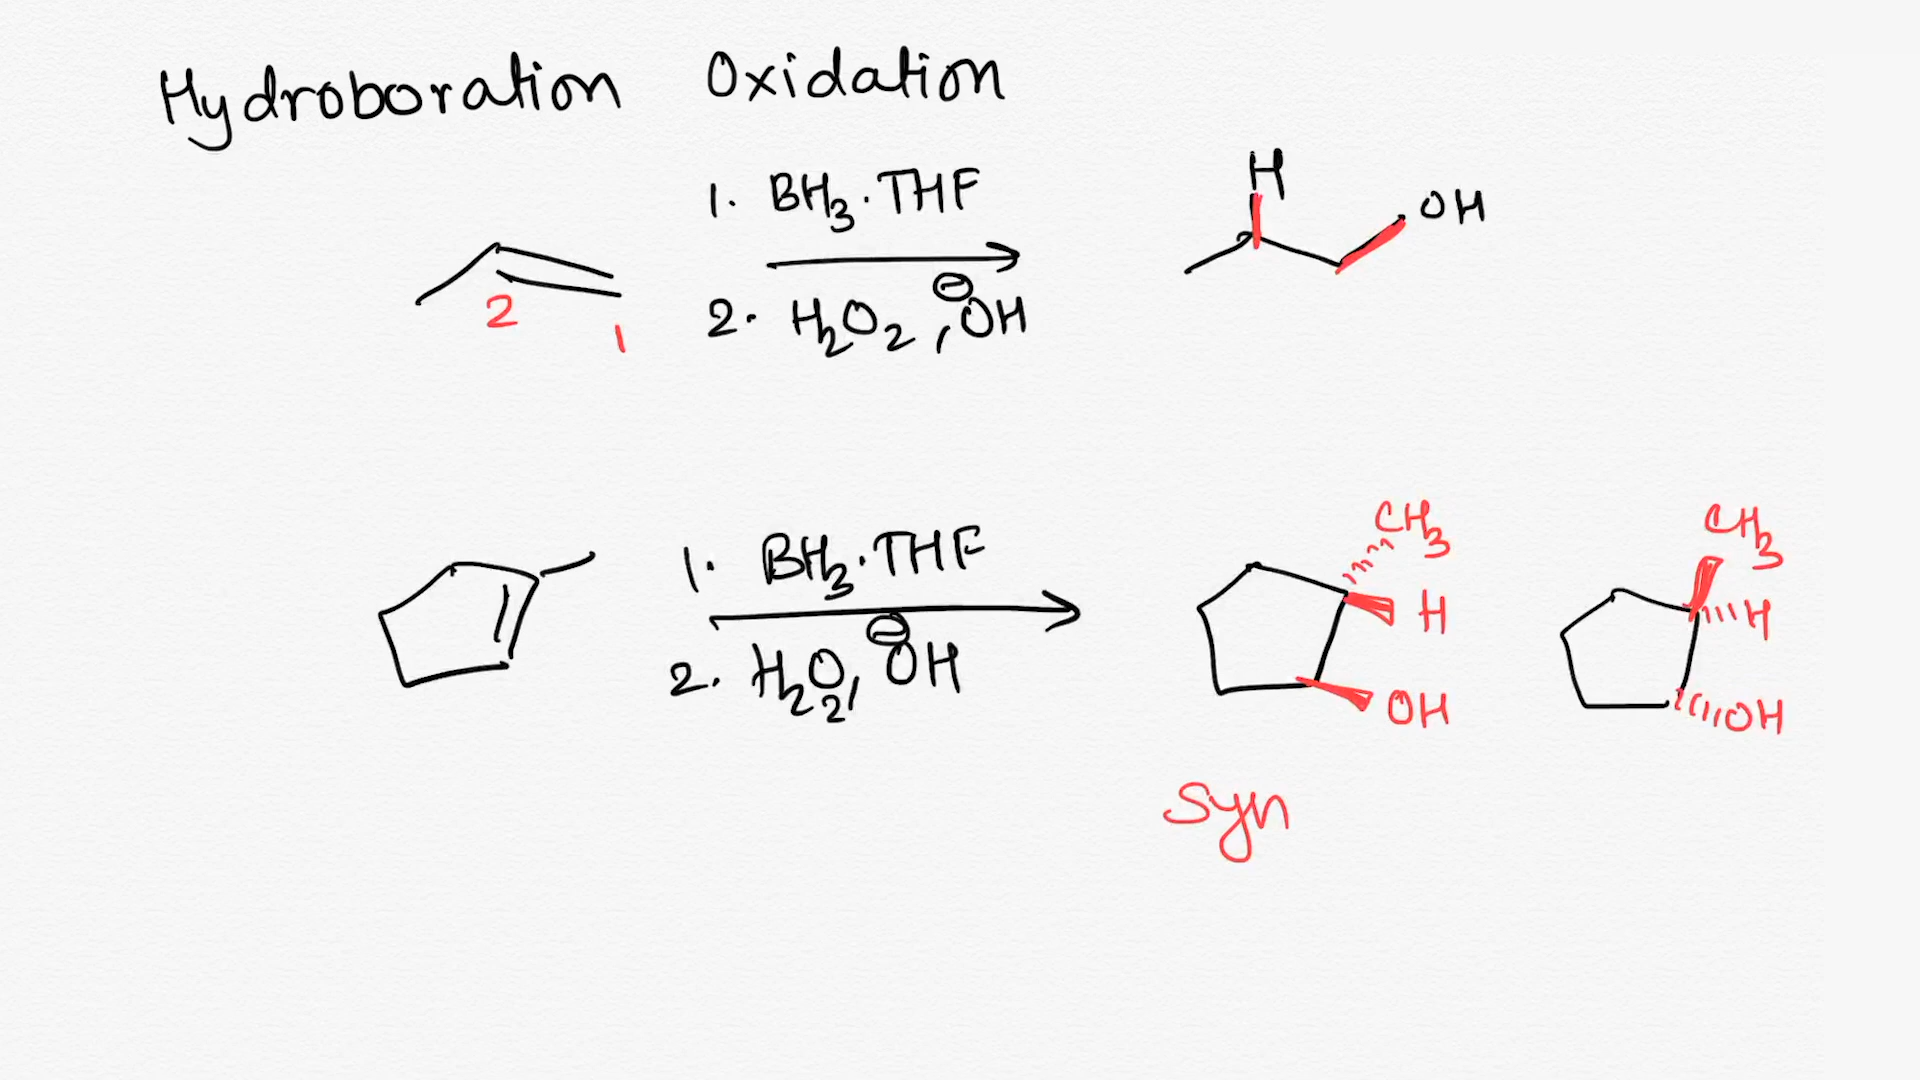 Hydroboration Oxidation
1. BH₃·THF
2. H₂O₂, ⊖OH
2
1
H
OH
1. BH₃·THF
2. H₂O₂, ⊖OH
CH₃
H
OH
CH₃
H
OH
Syn